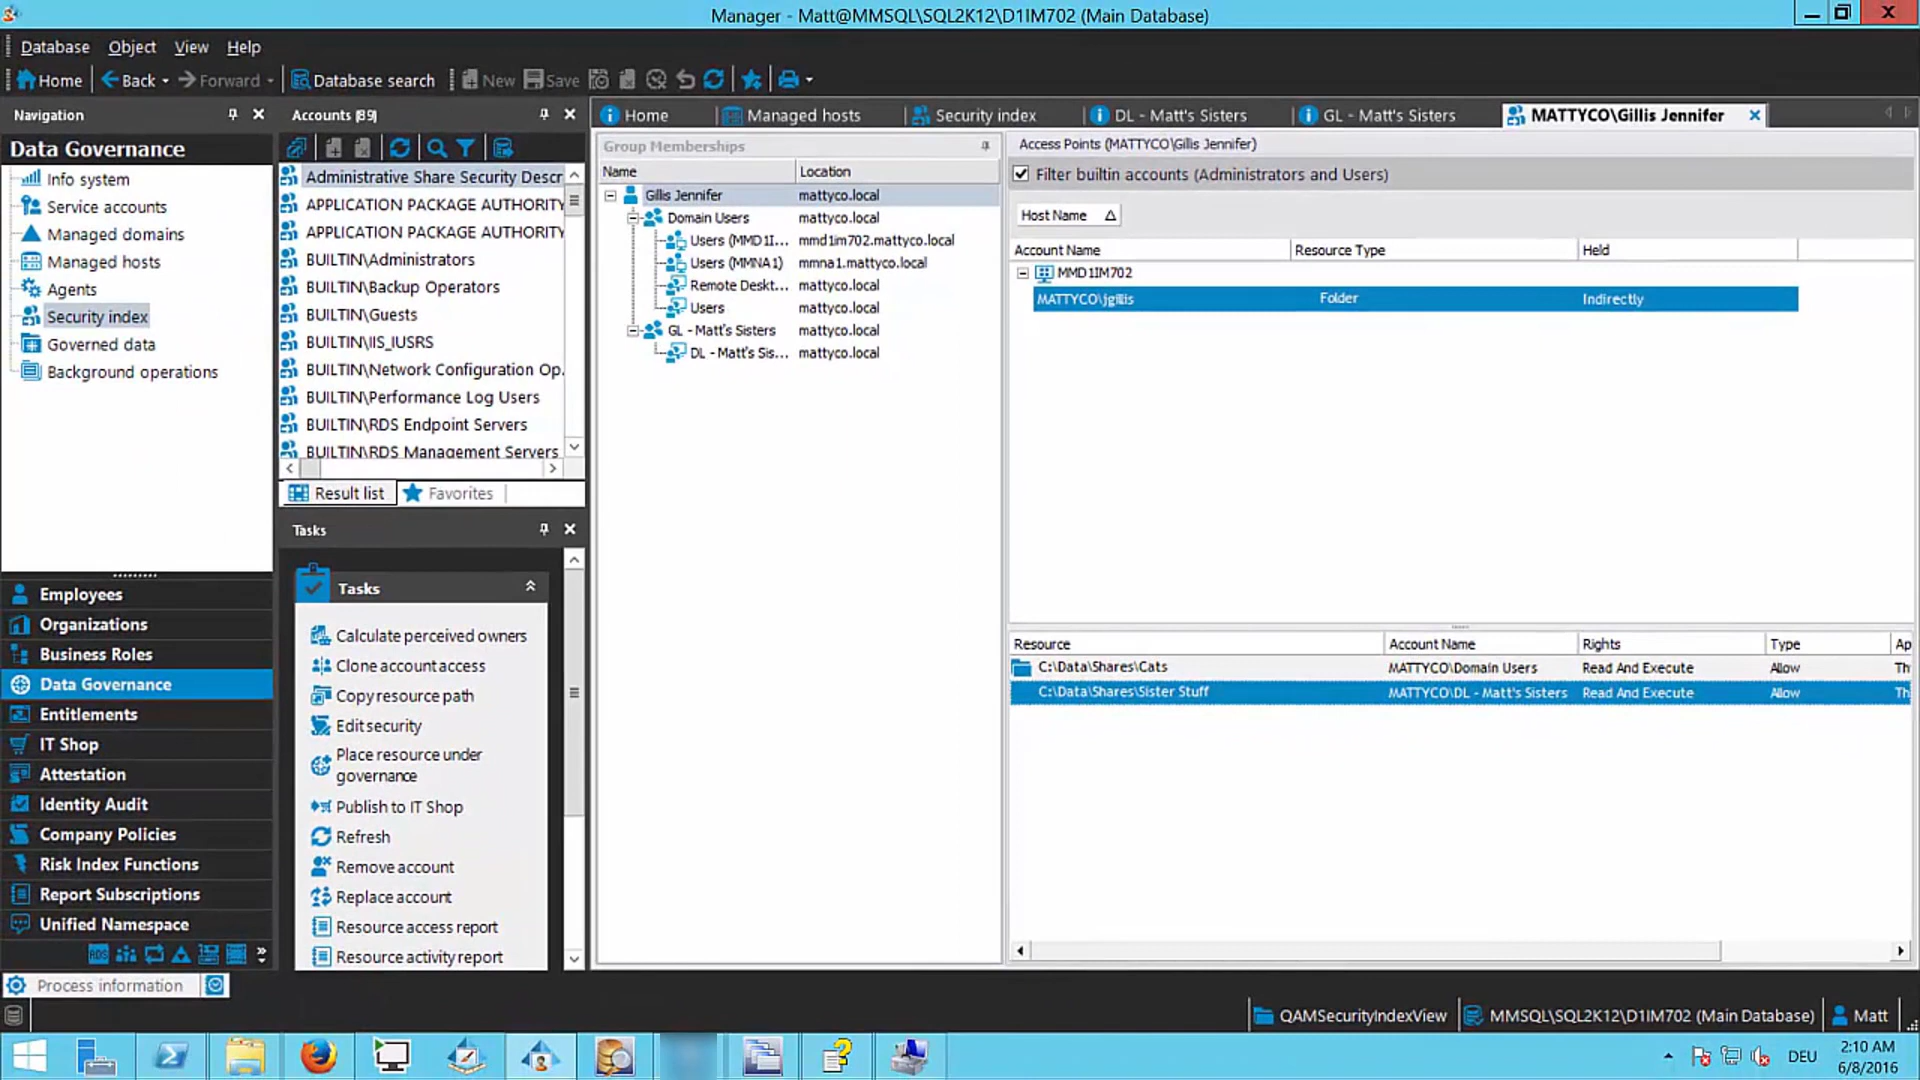 Manager - Matt@MMSQL\SQL2K12\D1IM702 (Main Database)
Database Object View Help
Home Back Forward Database search New Save
Navigation
Data Governance
Info system
Service accounts
Managed domains
Managed hosts
Agents
Security index
Governed data
Background operations
Employees
Organizations
Business Roles
Data Governance
Entitlements
IT Shop
Attestation
Identity Audit
Company Policies
Risk Index Functions
Report Subscriptions
Unified Namespace
Process information
Accounts (89)
Administrative Share Security Descr
APPLICATION PACKAGE AUTHORITY
APPLICATION PACKAGE AUTHORITY
BUILTIN\Administrators
BUILTIN\Backup Operators
BUILTIN\Guests
BUILTIN\IIS_IUSRS
BUILTIN\Network Configuration Op.
BUILTIN\Performance Log Users
BUILTIN\RDS Endpoint Servers
BUILTIN\RDS Management Servers
Result list Favorites
Tasks
Tasks
Calculate perceived owners
Clone account access
Copy resource path
Edit security
Place resource under
governance
Publish to IT Shop
Refresh
Remove account
Replace account
Resource access report
Resource activity report
Home Managed hosts Security index DL - Matt's Sisters GL - Matt's Sisters MATTYCO\Gillis Jennifer
Group Memberships
Name Location
Gillis Jennifer mattyco.local
Domain Users mattyco.local
Users (MMD1I... mmd1im702.mattyco.local
Users (MMNA1) mmna1.mattyco.local
Remote Deskt... mattyco.local
Users mattyco.local
GL - Matt's Sisters mattyco.local
DL - Matt's Sis... mattyco.local
Access Points (MATTYCO\Gillis Jennifer)
Filter builtin accounts (Administrators and Users)
Host Name
Account Name Resource Type Held
MMD1IM702
MATTYCO\jgillis Folder Indirectly
Resource Account Name Rights Type Ap
C:\Data\Shares\Cats MATTYCO\Domain Users Read And Execute Allow Th
C:\Data\Shares\Sister Stuff MATTYCO\DL - Matt's Sisters Read And Execute Allow Th
QAMSecurityIndexView MMSQL\SQL2K12\D1IM702 (Main Database) Matt
DEU
2:10 AM
6/8/2016